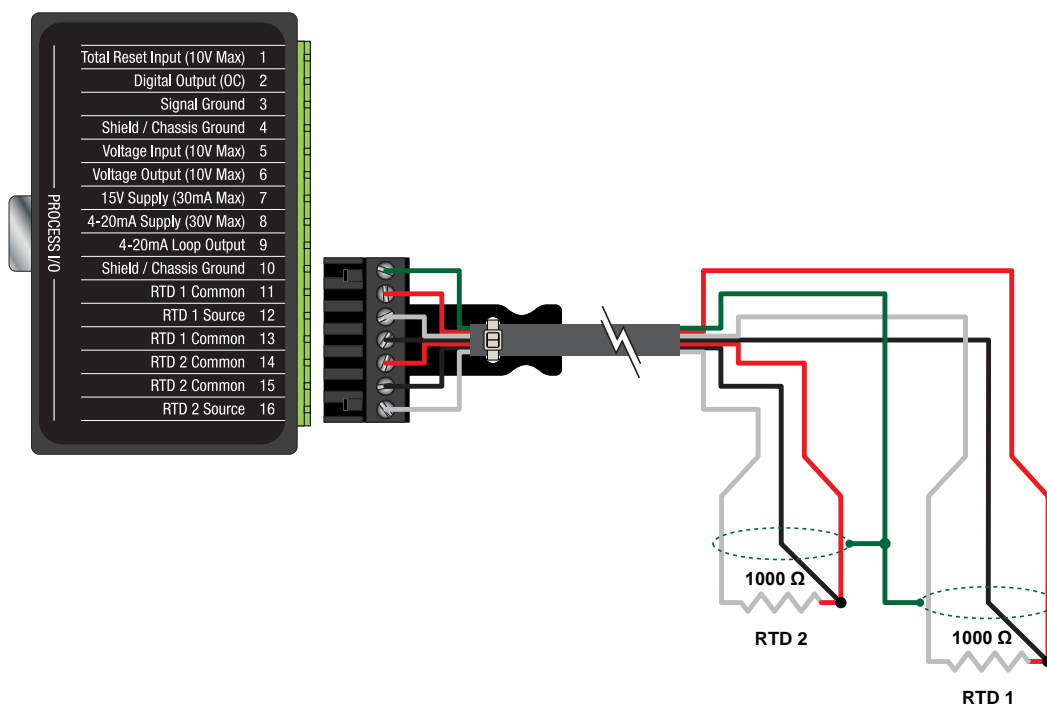 Total Reset Input (10V Max) 1
Digital Output (OC) 2
Signal Ground 3
Shield / Chassis Ground 4
Voltage Input (10V Max) 5
Voltage Output (10V Max) 6
15V Supply (30mA Max) 7
4-20mA Supply (30V Max) 8
4-20mA Loop Output 9
Shield / Chassis Ground 10
RTD 1 Common 11
RTD 1 Source 12
RTD 1 Common 13
RTD 2 Common 14
RTD 2 Common 15
RTD 2 Source 16
PROCESS I/O
1000 Ω
RTD 2
1000 Ω
RTD 1